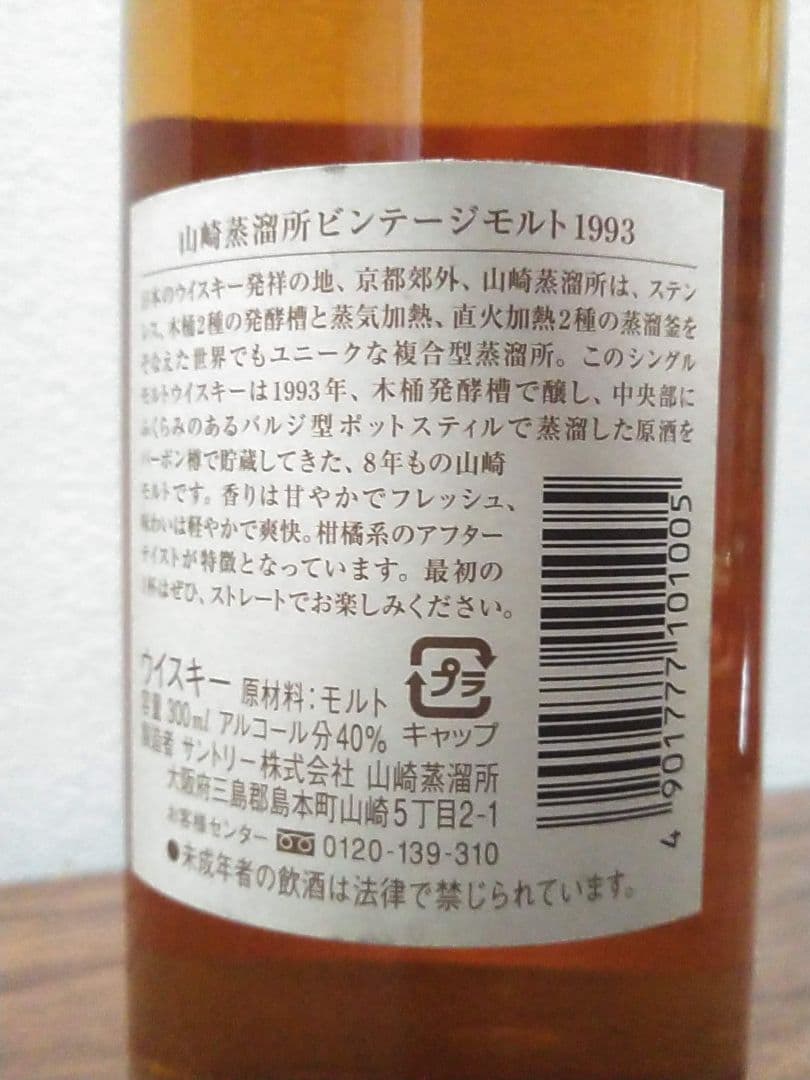 山崎蒸溜所ビンテージモルト1993
日本のウイスキー発祥の地、京都郊外、山崎蒸溜所は、ステン
レス、木桶2種の発酵槽と蒸気加熱、直火加熱2種の蒸溜釜を
そなえた世界でもユニークな複合型蒸溜所。このシングル
モルトウイスキーは1993年、木桶発酵槽で醸し、中央部に
ふくらみのあるバルジ型ポットスティルで蒸溜した原酒を
バーボン樽で貯蔵してきた、8年もの山崎
モルトです。香りは甘やかでフレッシュ、
味わいは軽やかで爽快。柑橘系のアフター
テイストが特徴となっています。最初の
杯はぜひ、ストレートでお楽しみください。
ウイスキー 原材料：モルト
容量 300ml アルコール分40%
製造者 サントリー株式会社 山崎蒸溜所
大阪府三島郡島本町山崎5丁目2-1
お客様センター 0120-139-310
●未成年者の飲酒は法律で禁じられています。
プラ
キャップ
4901777101005